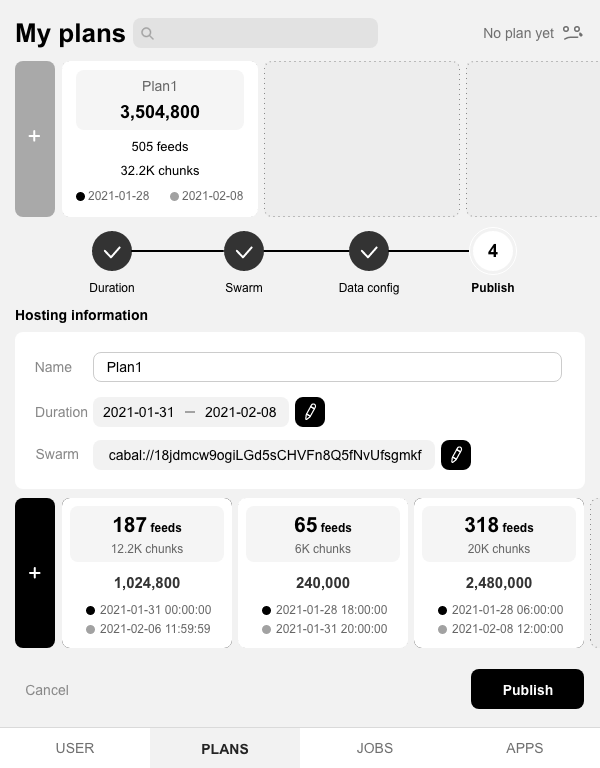 My plans
No plan yet
+
Plan1
3,504,800
505 feeds
32.2K chunks
2021-01-28 2021-02-08
4
Duration Swarm Data config Publish
Hosting information
Name Plan1
Duration 2021-01-31 — 2021-02-08
Swarm cabal://18jdmcw9ogiLGd5sCHVFn8Q5fNvUfsgmkf
+
187 feeds
12.2K chunks
1,024,800
2021-01-31 00:00:00
2021-02-06 11:59:59
65 feeds
6K chunks
240,000
2021-01-28 18:00:00
2021-01-31 20:00:00
318 feeds
20K chunks
2,480,000
2021-01-28 06:00:00
2021-02-08 12:00:00
Cancel Publish
USER PLANS JOBS APPS